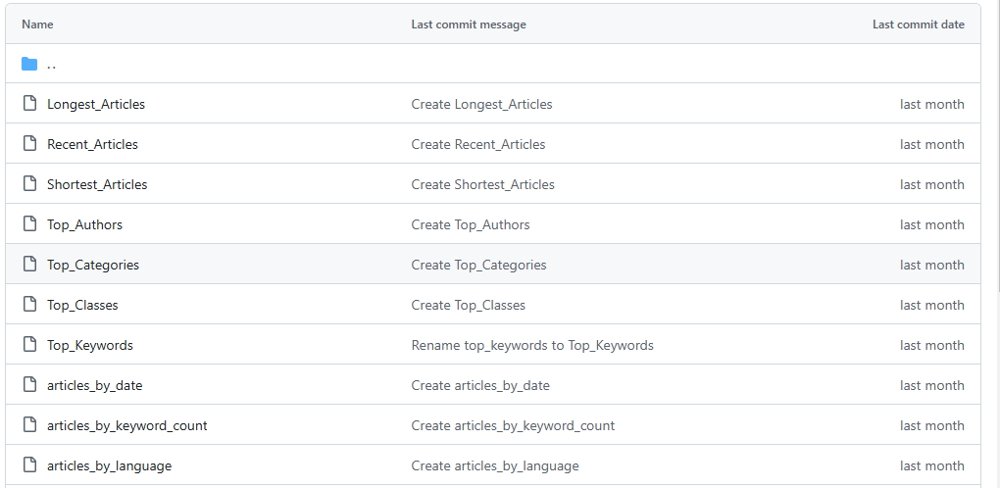 Name Last commit message Last commit date
..
Longest_Articles Create Longest_Articles last month
Recent_Articles Create Recent_Articles last month
Shortest_Articles Create Shortest_Articles last month
Top_Authors Create Top_Authors last month
Top_Categories Create Top_Categories last month
Top_Classes Create Top_Classes last month
Top_Keywords Rename top_keywords to Top_Keywords last month
articles_by_date Create articles_by_date last month
articles_by_keyword_count Create articles_by_keyword_count last month
articles_by_language Create articles_by_language last month